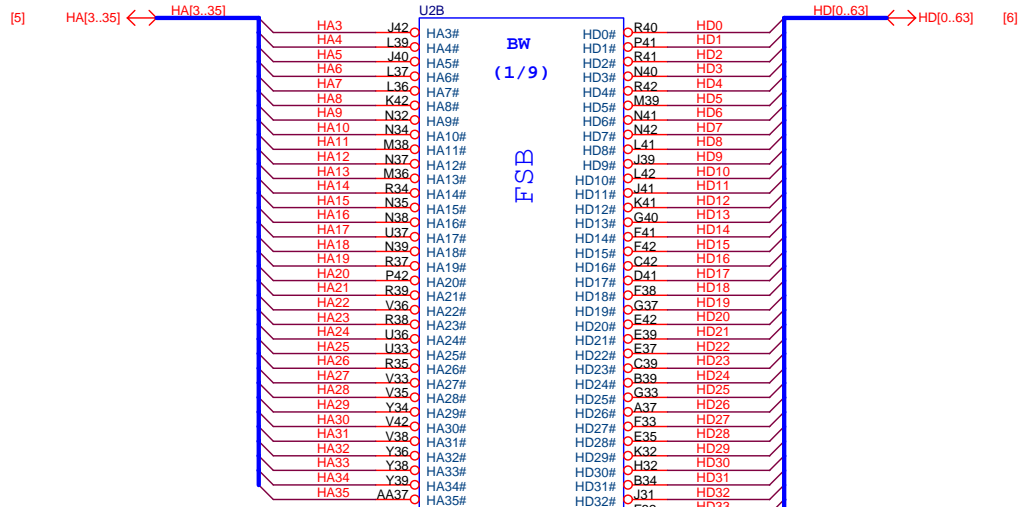 [5] HA[3..35] HA[3..35] U2B HD[0..63] HD[0..63] [6]
BW
(1/9)
FSB
HA3 J42 HA3# HD0# R40 HD0
HA4 L39 HA4# HD1# P41 HD1
HA5 J40 HA5# HD2# R41 HD2
HA6 L37 HA6# HD3# N40 HD3
HA7 L36 HA7# HD4# R42 HD4
HA8 K42 HA8# HD5# M39 HD5
HA9 N32 HA9# HD6# N41 HD6
HA10 N34 HA10# HD7# N42 HD7
HA11 M38 HA11# HD8# L41 HD8
HA12 N37 HA12# HD9# J39 HD9
HA13 M36 HA13# HD10# L42 HD10
HA14 R34 HA14# HD11# J41 HD11
HA15 N35 HA15# HD12# K41 HD12
HA16 N38 HA16# HD13# G40 HD13
HA17 U37 HA17# HD14# F41 HD14
HA18 N39 HA18# HD15# F42 HD15
HA19 R37 HA19# HD16# C42 HD16
HA20 P42 HA20# HD17# D41 HD17
HA21 R39 HA21# HD18# F38 HD18
HA22 V36 HA22# HD19# G37 HD19
HA23 R38 HA23# HD20# E42 HD20
HA24 U36 HA24# HD21# E39 HD21
HA25 U33 HA25# HD22# E37 HD22
HA26 R35 HA26# HD23# C39 HD23
HA27 V33 HA27# HD24# B39 HD24
HA28 V35 HA28# HD25# G33 HD25
HA29 Y34 HA29# HD26# A37 HD26
HA30 V42 HA30# HD27# F33 HD27
HA31 V38 HA31# HD28# E35 HD28
HA32 Y36 HA32# HD29# K32 HD29
HA33 Y38 HA33# HD30# H32 HD30
HA34 Y39 HA34# HD31# B34 HD31
HA35 AA37 HA35# HD32# J31 HD32
HD33